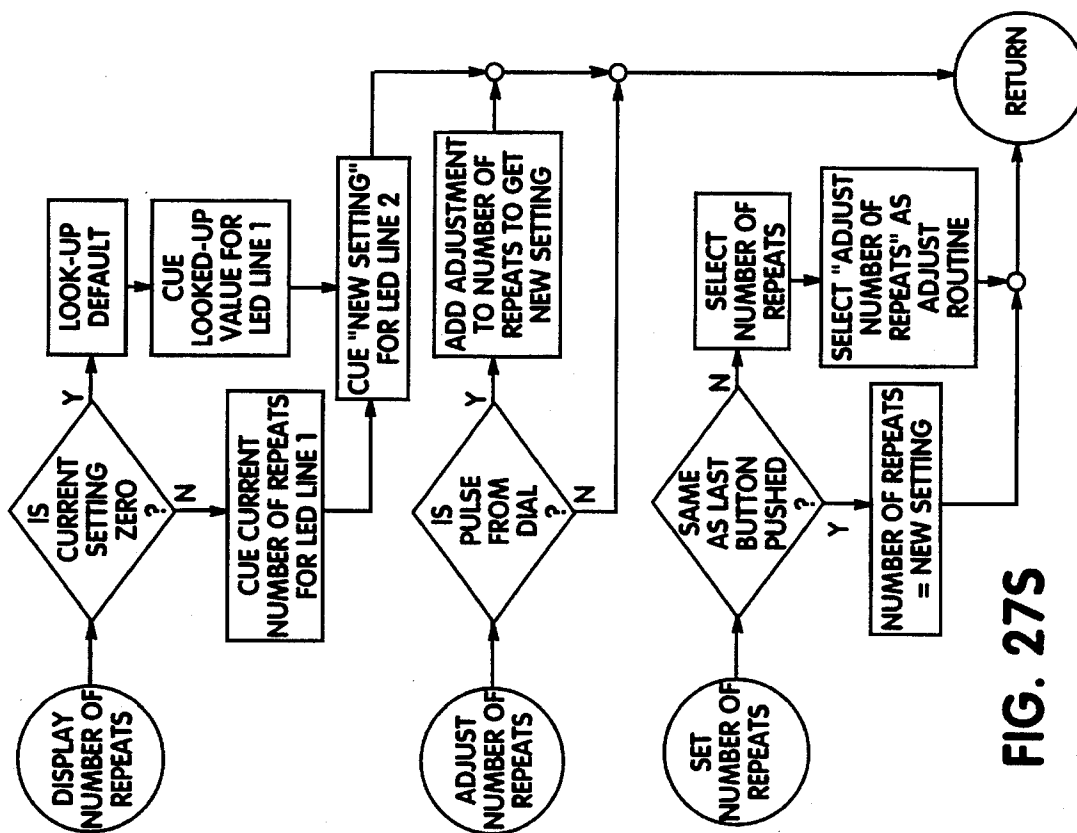 DISPLAY
NUMBER OF
REPEATS
IS
CURRENT
SETTING
ZERO
?
Y
N
LOOK-UP
DEFAULT
CUE
LOOKED-UP
VALUE FOR
LED LINE 1
CUE CURRENT
NUMBER OF REPEATS
FOR LED LINE 1
CUE "NEW SETTING"
FOR LED LINE 2
ADJUST
NUMBER OF
REPEATS
IS
PULSE
FROM
DIAL
?
Y
N
ADD ADJUSTMENT
TO NUMBER OF
REPEATS TO GET
NEW SETTING
SET
NUMBER OF
REPEATS
SAME
AS LAST
BUTTON
PUSHED
?
N
Y
SELECT
NUMBER OF
REPEATS
SELECT "ADJUST
NUMBER OF
REPEATS" AS
ADJUST
ROUTINE
NUMBER OF REPEATS
= NEW SETTING
RETURN
FIG. 27S